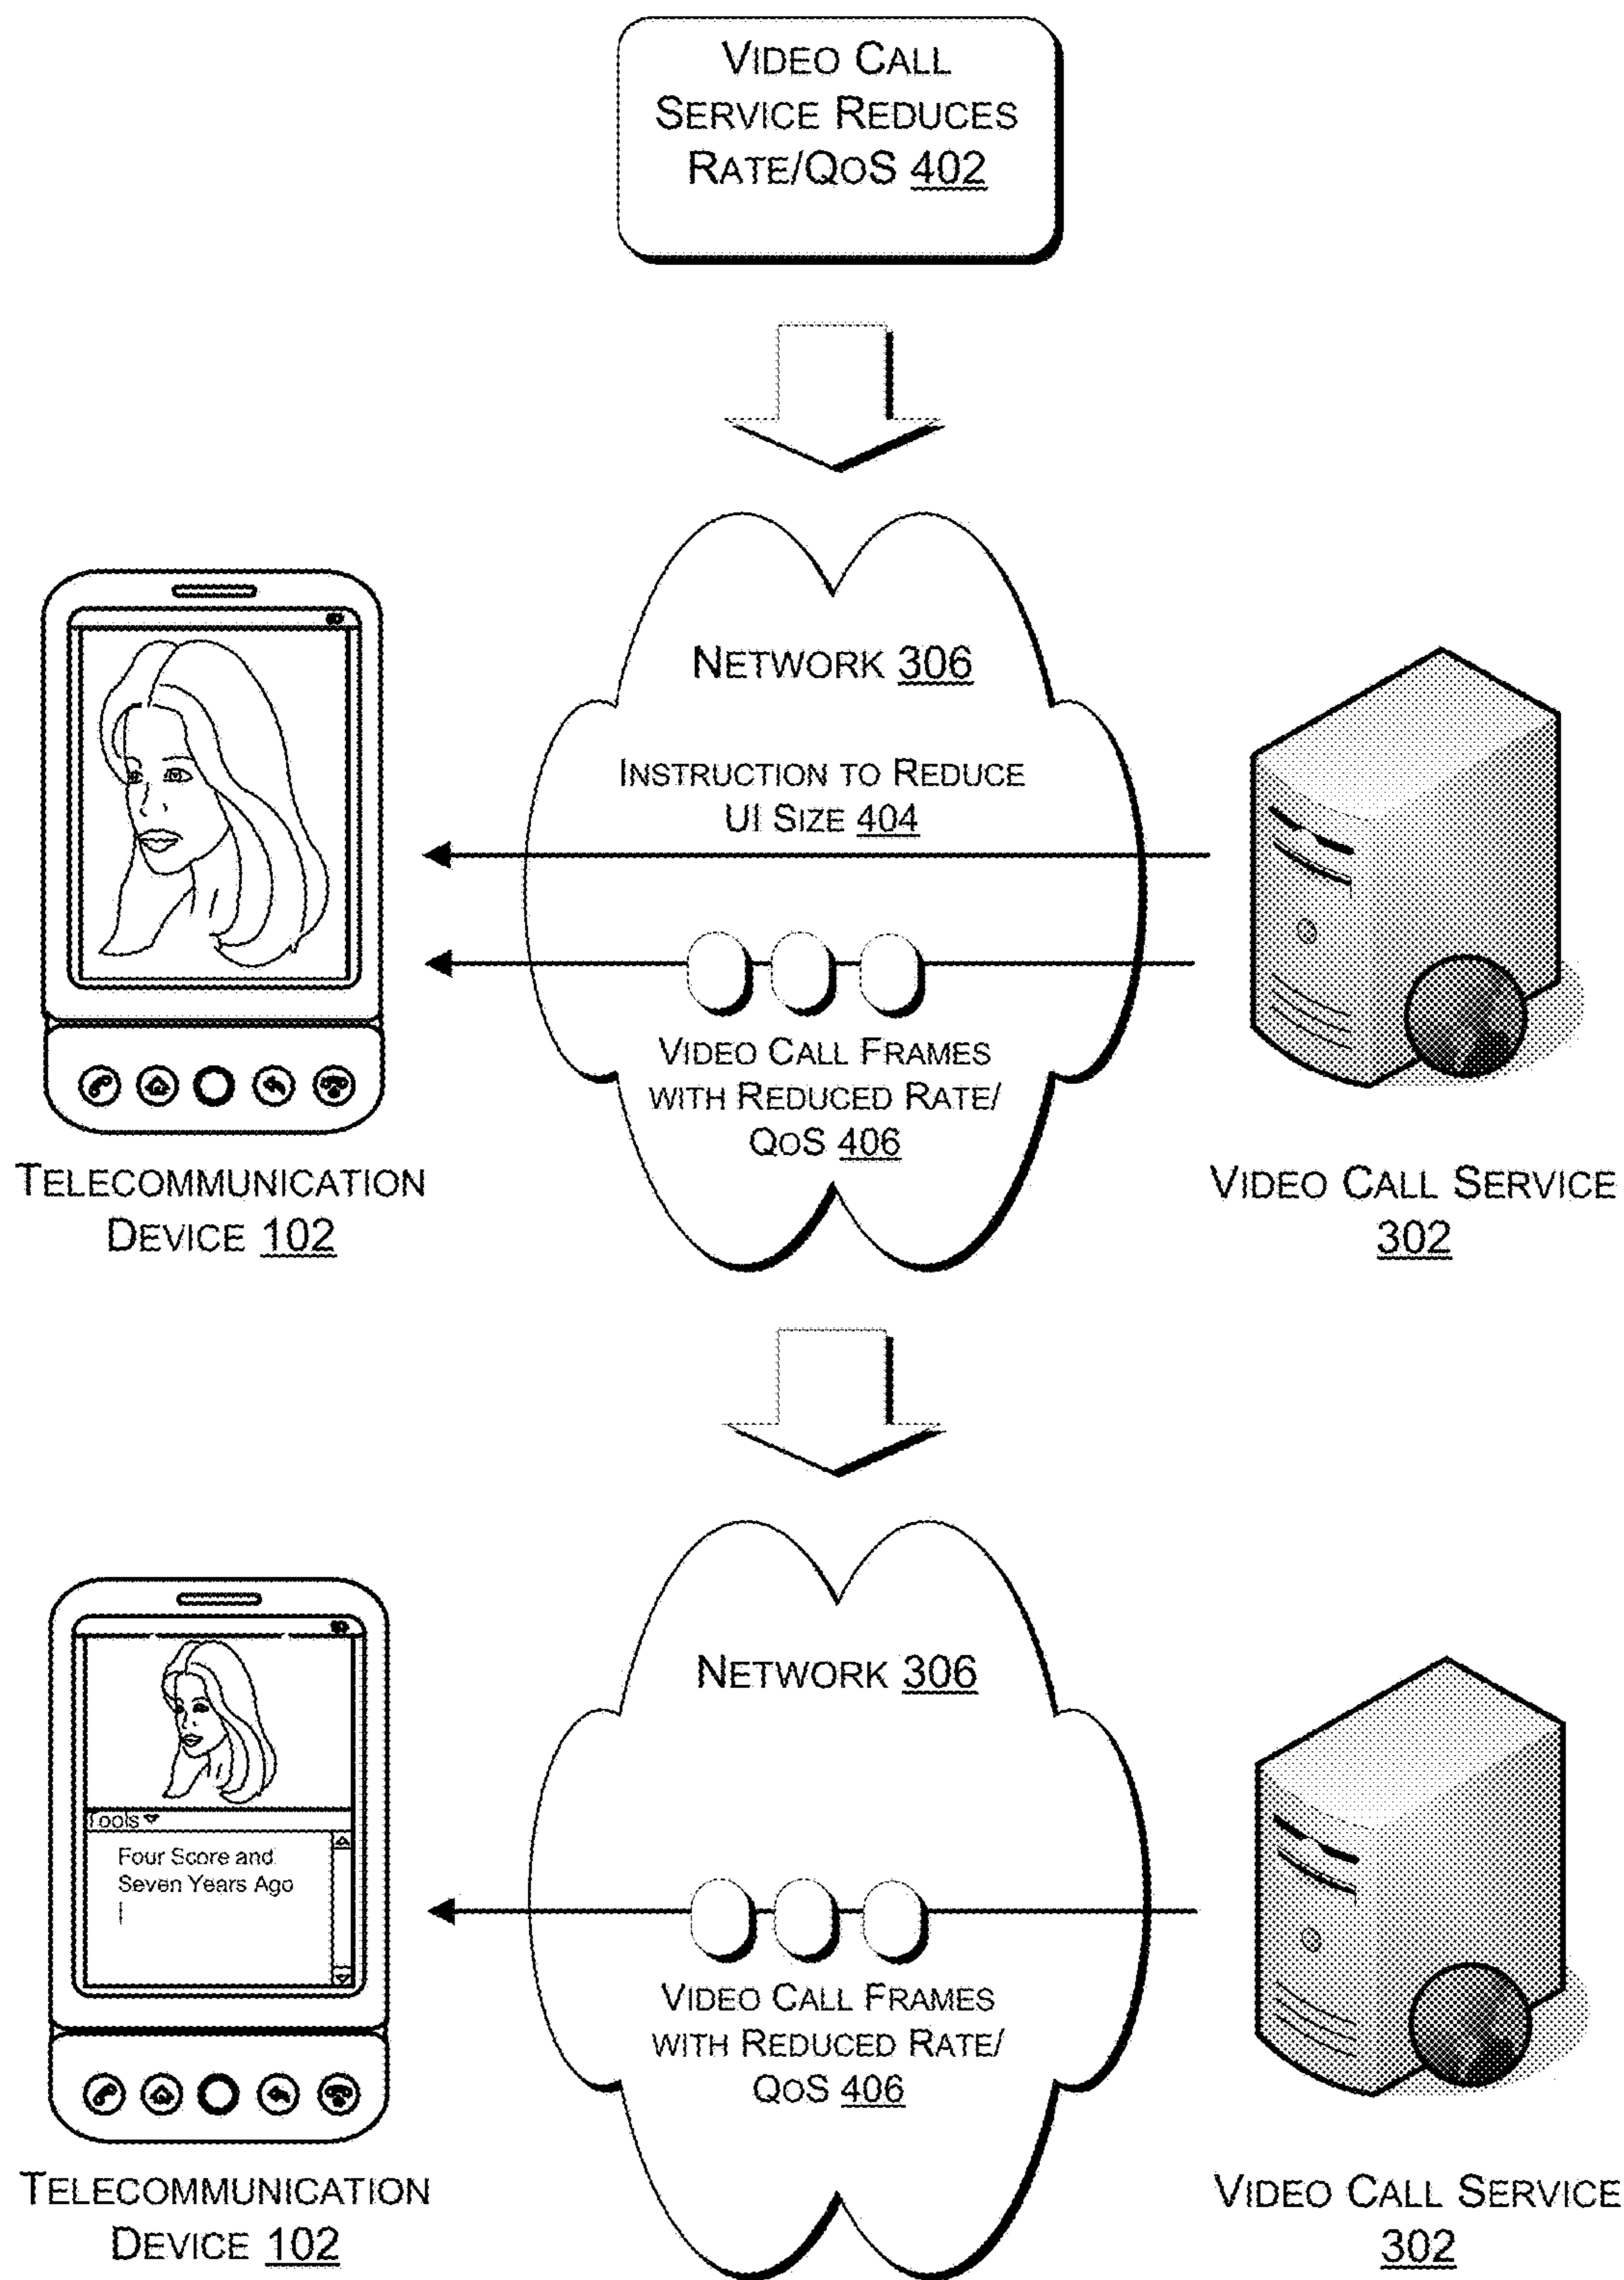 VIDEO CALL
SERVICE REDUCES
RATE/QOS 402
NETWORK 306
INSTRUCTION TO REDUCE
UI SIZE 404
VIDEO CALL FRAMES
WITH REDUCED RATE/
QOS 406
TELECOMMUNICATION
DEVICE 102
VIDEO CALL SERVICE
302
NETWORK 306
Tools
Four Score and
Seven Years Ago
VIDEO CALL FRAMES
WITH REDUCED RATE/
QOS 406
TELECOMMUNICATION
DEVICE 102
VIDEO CALL SERVICE
302